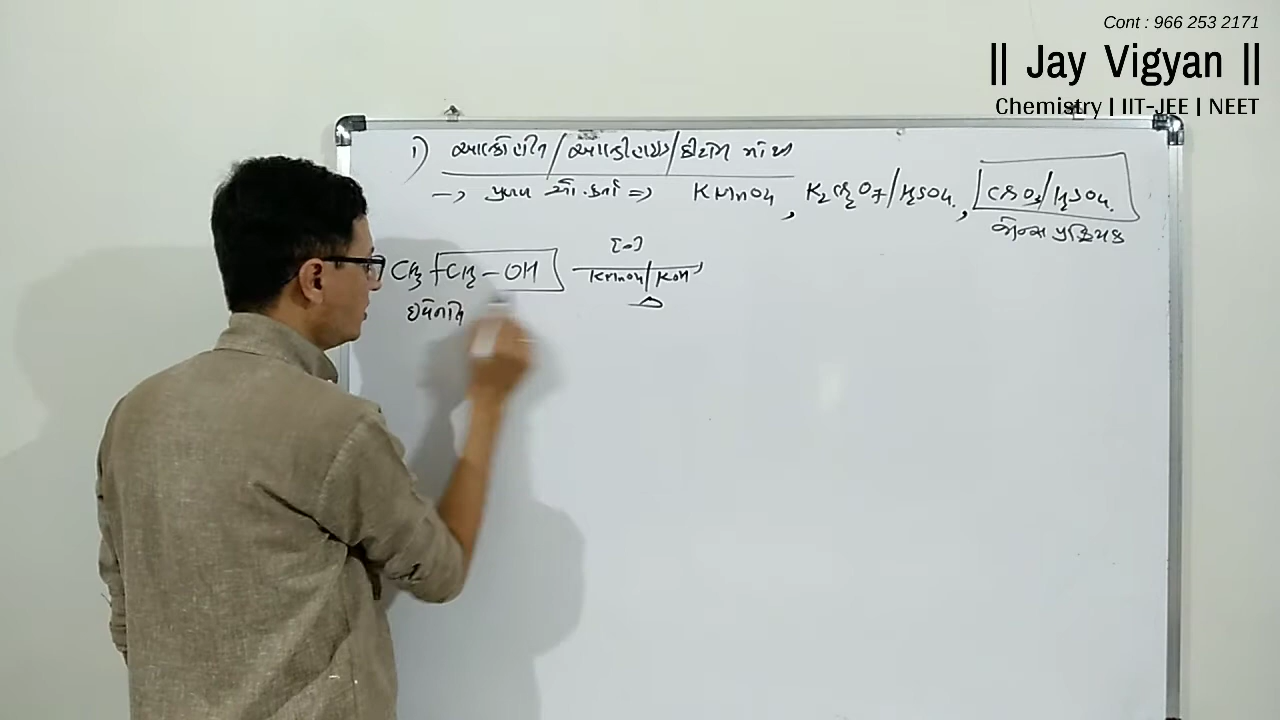 Cont : 966 253 2171
|| Jay Vigyan ||
Chemistry | IIT-JEE | NEET
૧) આલ્કોહોલ / આલ્ડિહાઇડ / કીટોન માંથી
→ પ્રબળ ઓ. કર્તા ⇒ KMnO4, K2Cr2O7/H2SO4, CrO3/H2SO4.
જોન્સ પ્રક્રિયક
[O]
CH3–CH2–OH KMnO4/KOH
ઇથેનોલ Δ